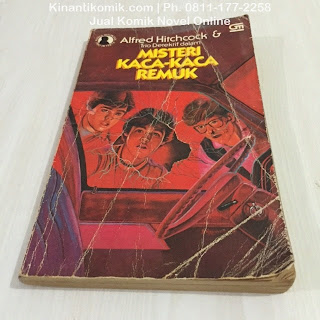 Kinantikomik.com | Ph: 0811-177-2258
Jual Komik Novel Online
Alfred Hitchcock &
Trio Detektif dalam
MISTERI
KACA-KACA
REMUK
GM